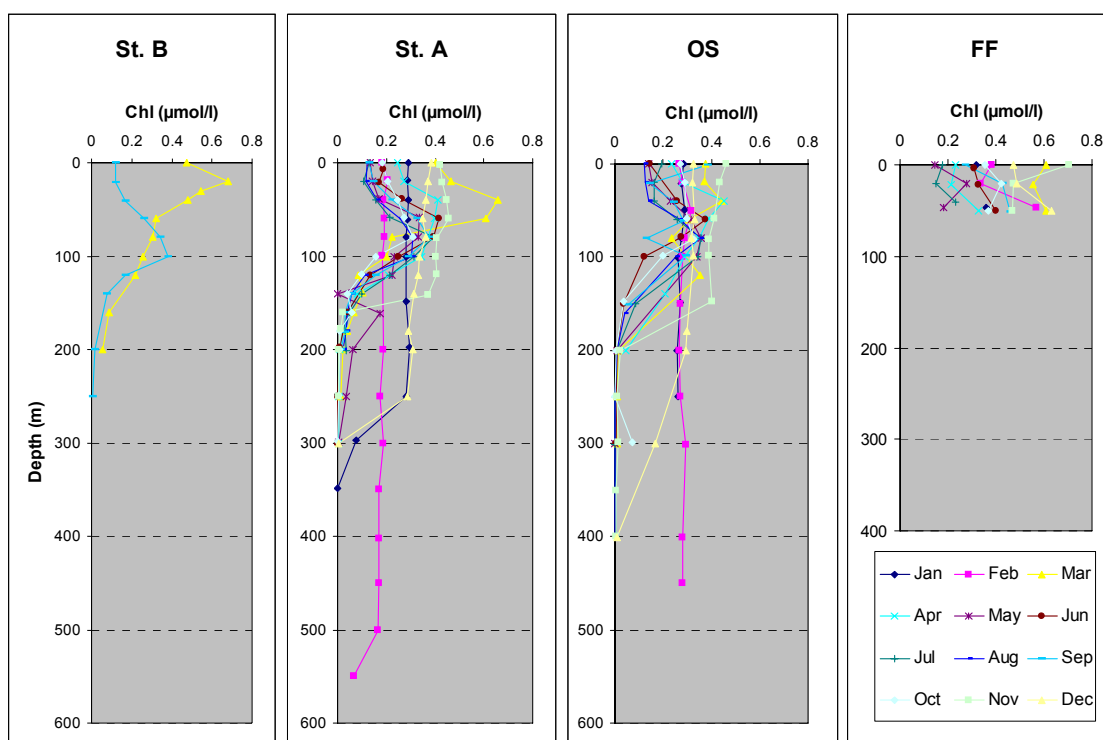 St. B
St. A
OS
FF
Chl (µmol/l)
Chl (µmol/l)
Chl (µmol/l)
Chl (µmol/l)
0 0.2 0.4 0.6 0.8
0 0.2 0.4 0.6 0.8
0 0.2 0.4 0.6 0.8
0 0.2 0.4 0.6 0.8
Depth (m)
0
100
200
300
400
500
600
0
100
200
300
400
500
600
0
100
200
300
400
500
600
0
100
200
300
400
Jan Feb Mar
Apr May Jun
Jul Aug Sep
Oct Nov Dec